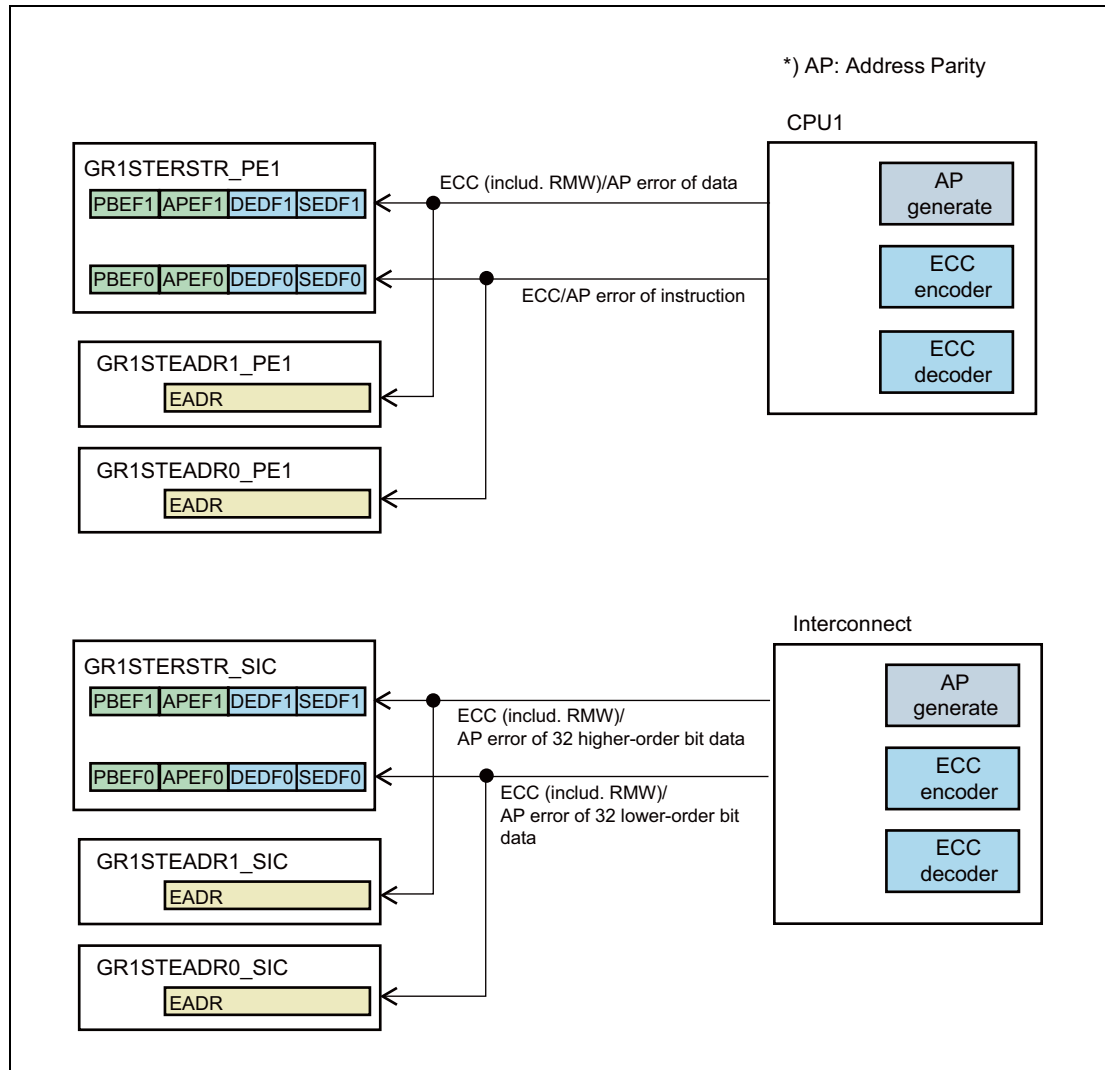 *) AP: Address Parity
CPU1
GR1STERSTR_PE1
PBEF1 APEF1 DEDF1 SEDF1
PBEF0 APEF0 DEDF0 SEDF0
ECC (includ. RMW)/AP error of data
ECC/AP error of instruction
AP
generate
ECC
encoder
ECC
decoder
GR1STEADR1_PE1
EADR
GR1STEADR0_PE1
EADR
Interconnect
GR1STERSTR_SIC
PBEF1 APEF1 DEDF1 SEDF1
PBEF0 APEF0 DEDF0 SEDF0
ECC (includ. RMW)/
AP error of 32 higher-order bit data
ECC (includ. RMW)/
AP error of 32 lower-order bit
data
AP
generate
ECC
encoder
ECC
decoder
GR1STEADR1_SIC
EADR
GR1STEADR0_SIC
EADR